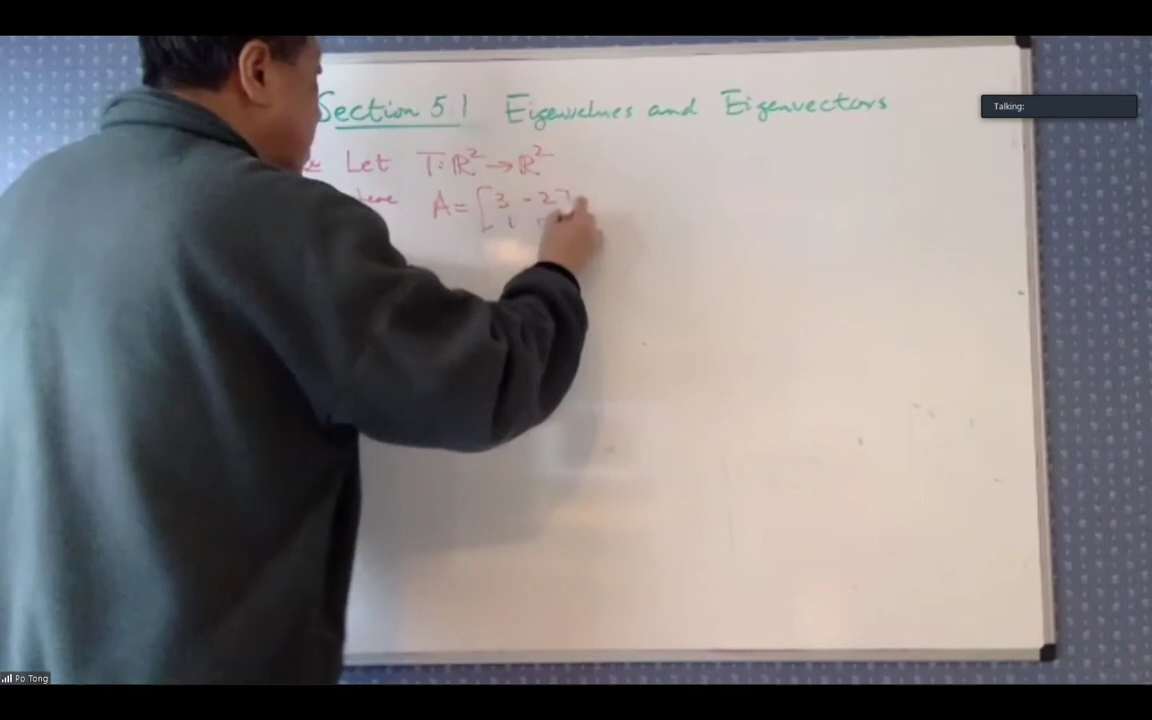 Section 5.1 Eigenvalues and Eigenvectors
Let T: ℝ² → ℝ²
A = [3 -2]
1
Talking:
Po Tong